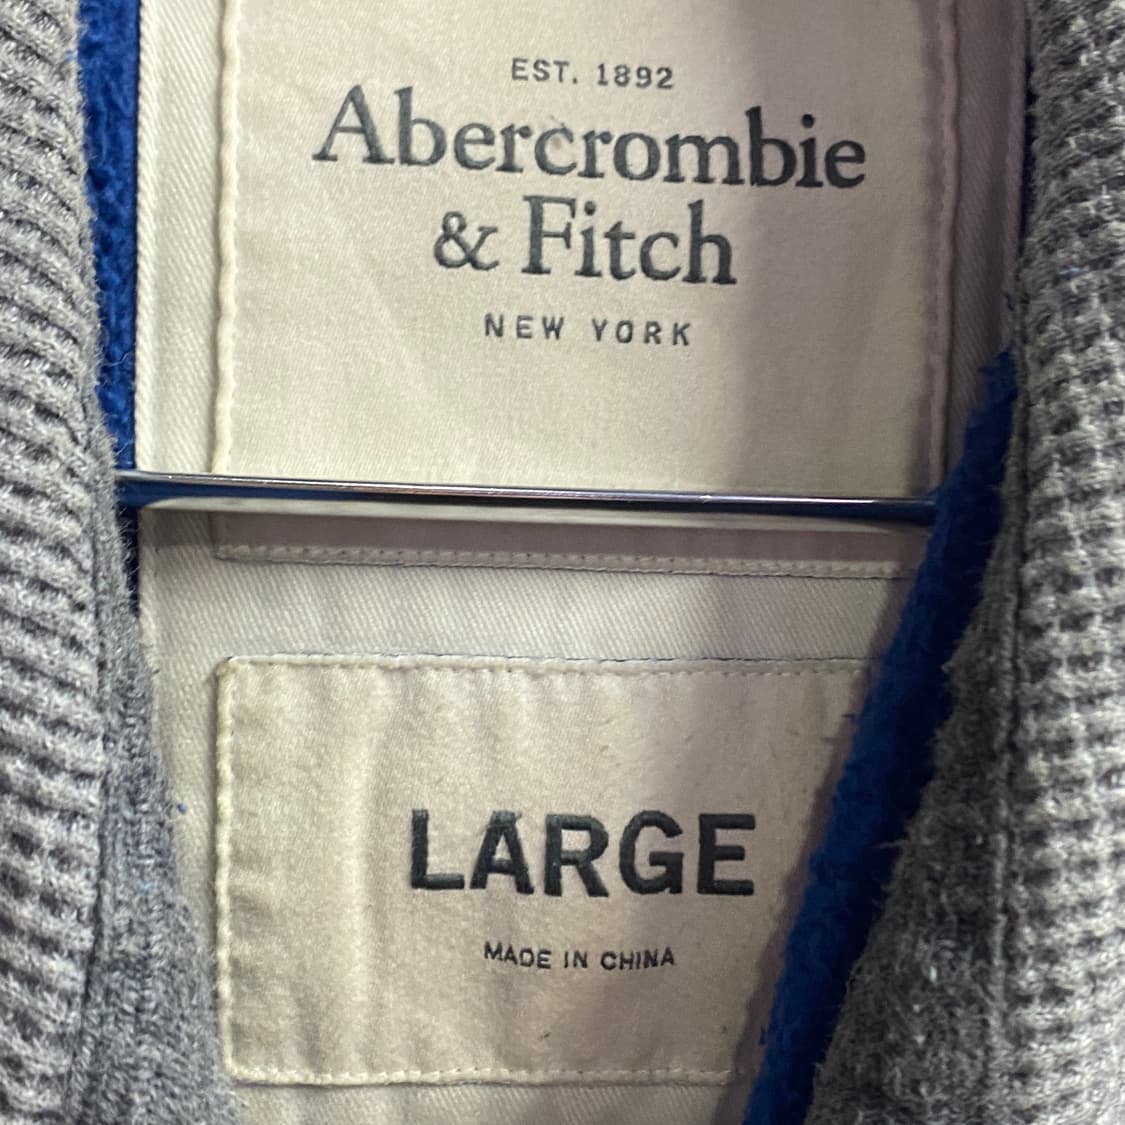 EST. 1892
Abercrombie
& Fitch
NEW YORK
LARGE
MADE IN CHINA